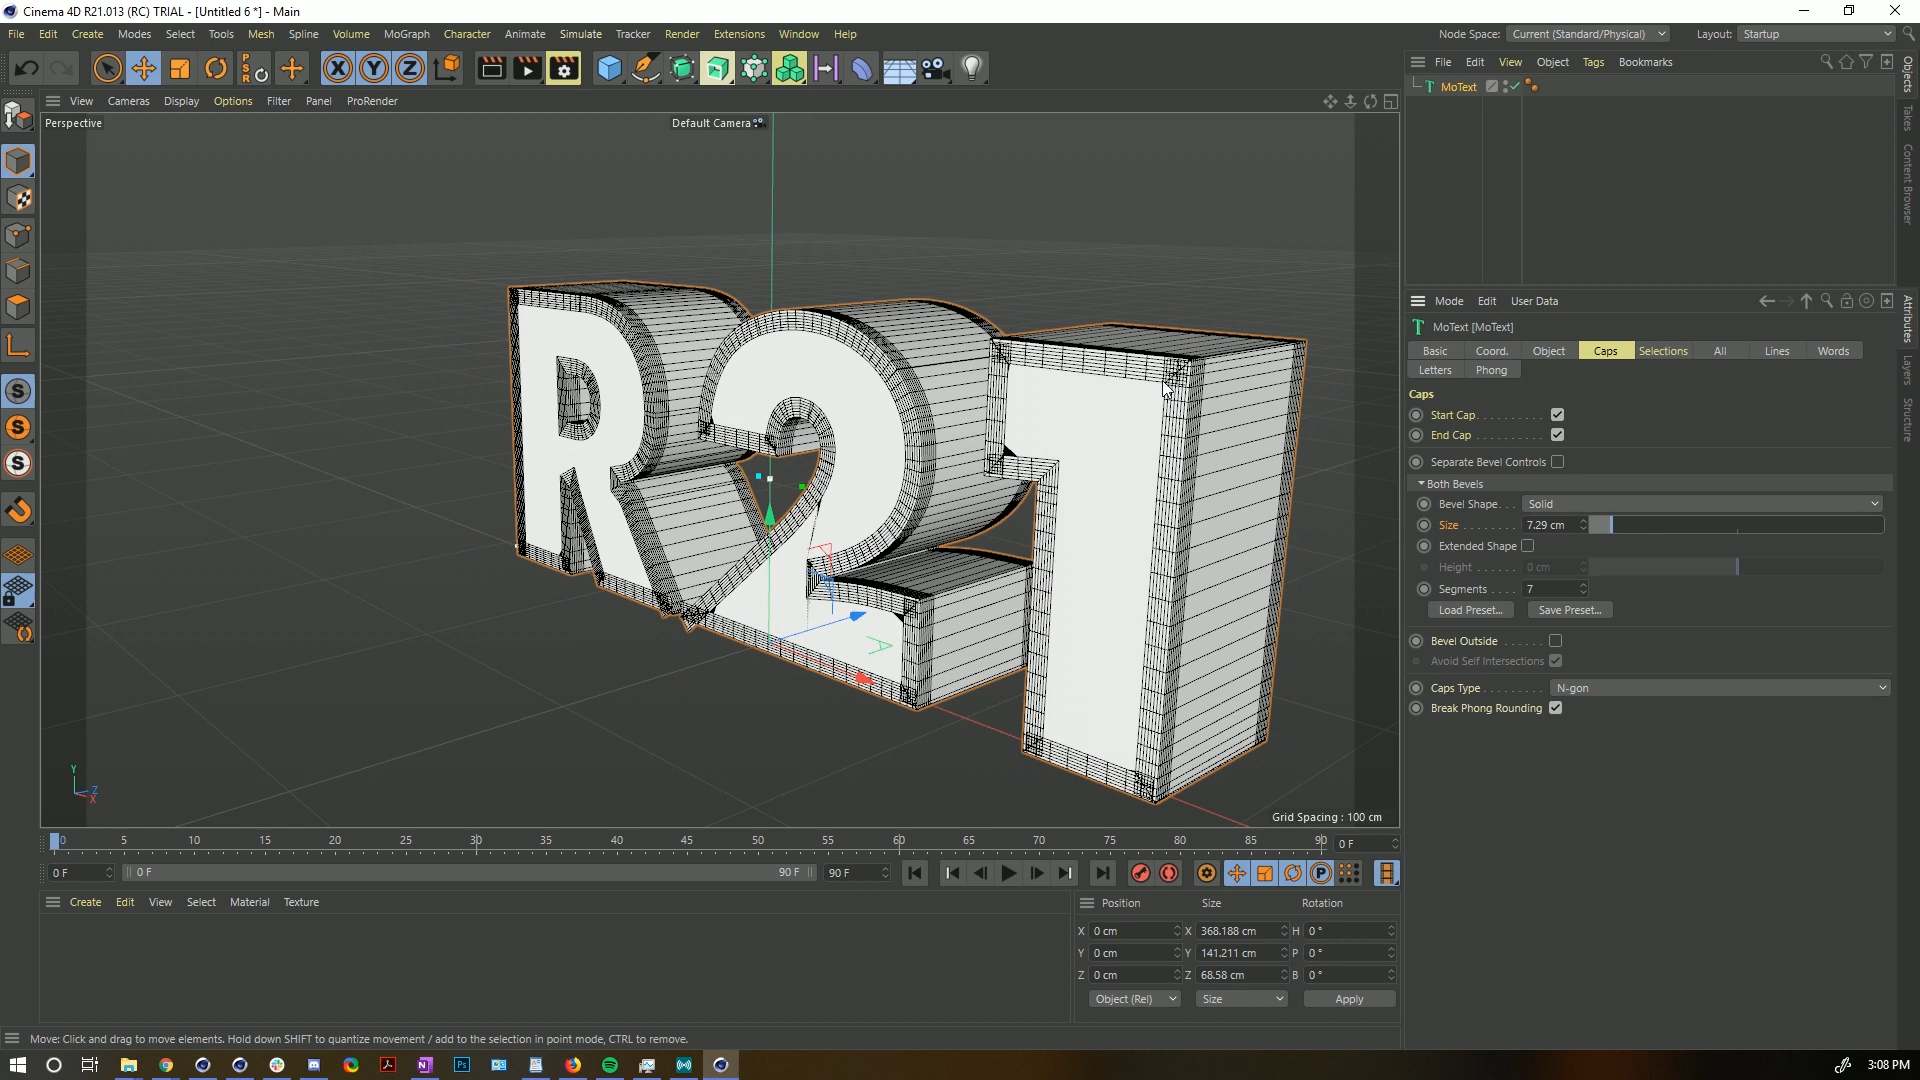 Cinema 4D R21.013 (RC) TRIAL - [Untitled 6 *] - Main
File Edit Create Modes Select Tools Mesh Spline Volume MoGraph Character Animate Simulate Tracker Render Extensions Window Help
Node Space: Current (Standard/Physical) Layout: Startup
File Edit View Object Tags Bookmarks
MoText
Objects
Takes
Content Browser
View Cameras Display Options Filter Panel ProRender
Perspective
Default Camera
R21
Y
Z
X
Grid Spacing : 100 cm
Mode Edit User Data
MoText [MoText]
Basic Coord. Object Caps Selections All Lines Words
Letters Phong
Attributes
Layers
Structure
Caps
Start Cap
End Cap
Separate Bevel Controls
Both Bevels
Bevel Shape Solid
Size 7.29 cm
Extended Shape
Height 0 cm
Segments 7
Load Preset... Save Preset...
Bevel Outside
Avoid Self Intersections
Caps Type N-gon
Break Phong Rounding
0 5 10 15 20 25 30 35 40 45 50 55 60 65 70 75 80 85 90 0 F
0 F 0 F 90 F 90 F
Create Edit View Select Material Texture
Position Size Rotation
X 0 cm X 368.188 cm H 0 °
Y 0 cm Y 141.211 cm P 0 °
Z 0 cm Z 68.58 cm B 0 °
Object (Rel) Size Apply
Move: Click and drag to move elements. Hold down SHIFT to quantize movement / add to the selection in point mode, CTRL to remove.
3:08 PM